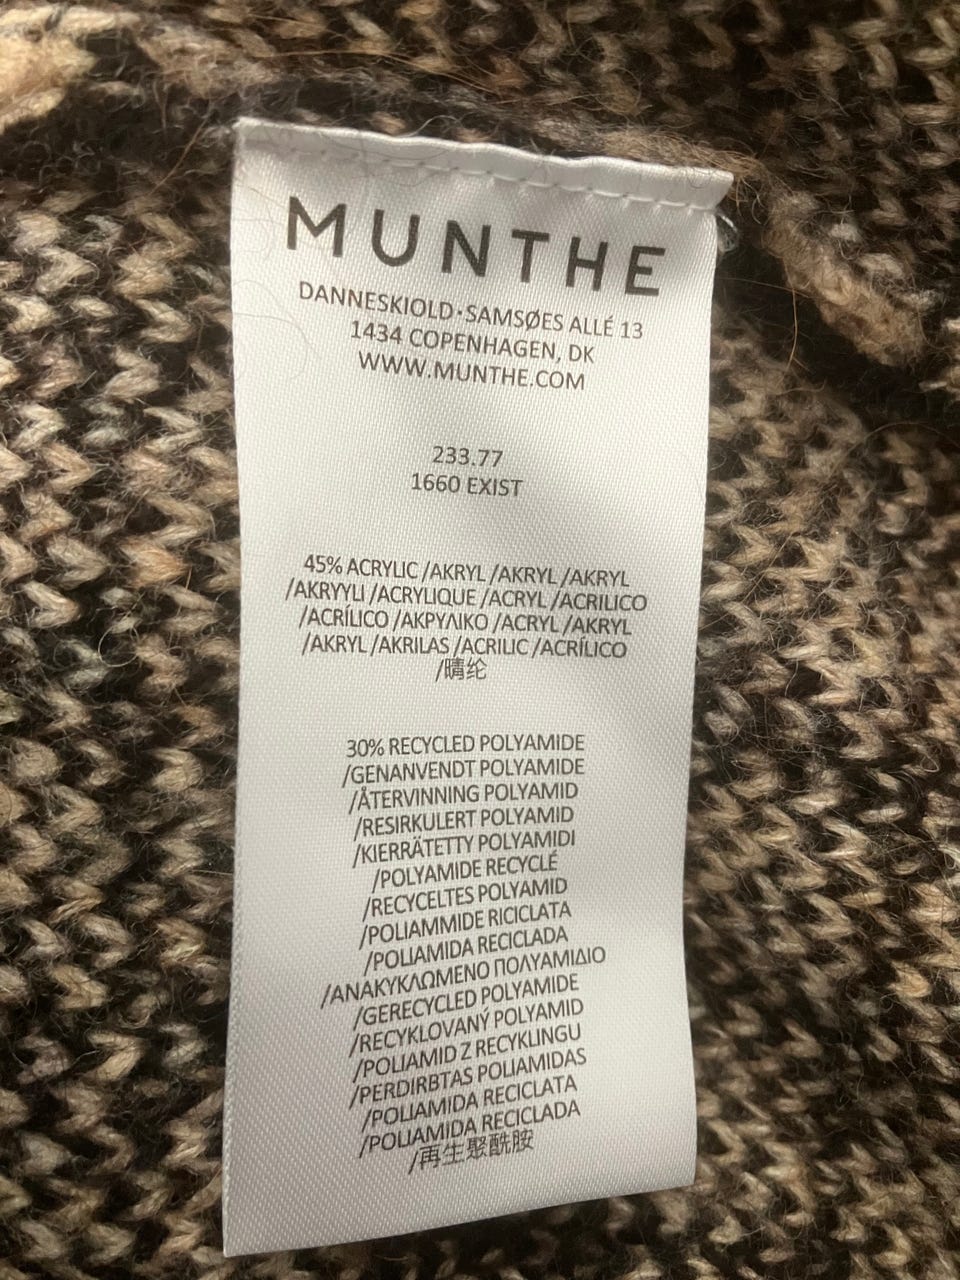 MUNTHE
DANNESKIOLD·SAMSØES ALLÉ 13
1434 COPENHAGEN, DK
WWW.MUNTHE.COM
233.77
1660 EXIST
45% ACRYLIC /AKRYL /AKRYL /AKRYL
/AKRYYLI /ACRYLIQUE /ACRYL /ACRILICO
/ACRÍLICO /ΑΚΡΥΛΙΚΟ /ACRYL /AKRYL
/AKRYL /AKRILAS /ACRILIC /ACRÍLICO
/晴纶
30% RECYCLED POLYAMIDE
/GENANVENDT POLYAMIDE
/ÅTERVINNING POLYAMID
/RESIRKULERT POLYAMID
/KIERRÄTETTY POLYAMIDI
/POLYAMIDE RECYCLÉ
/RECYCELTES POLYAMID
/POLIAMMIDE RICICLATA
/POLIAMIDA RECICLADA
/ΑΝΑΚΥΚΛΩΜΕΝΟ ΠΟΛΥΑΜΙΔΙΟ
/GERECYCLED POLYAMIDE
/RECYKLOVANÝ POLYAMID
/POLIAMID Z RECYKLINGU
/PERDIRBTAS POLIAMIDAS
/POLIAMIDA RECICLATA
/POLIAMIDA RECICLADA
/再生聚酰胺